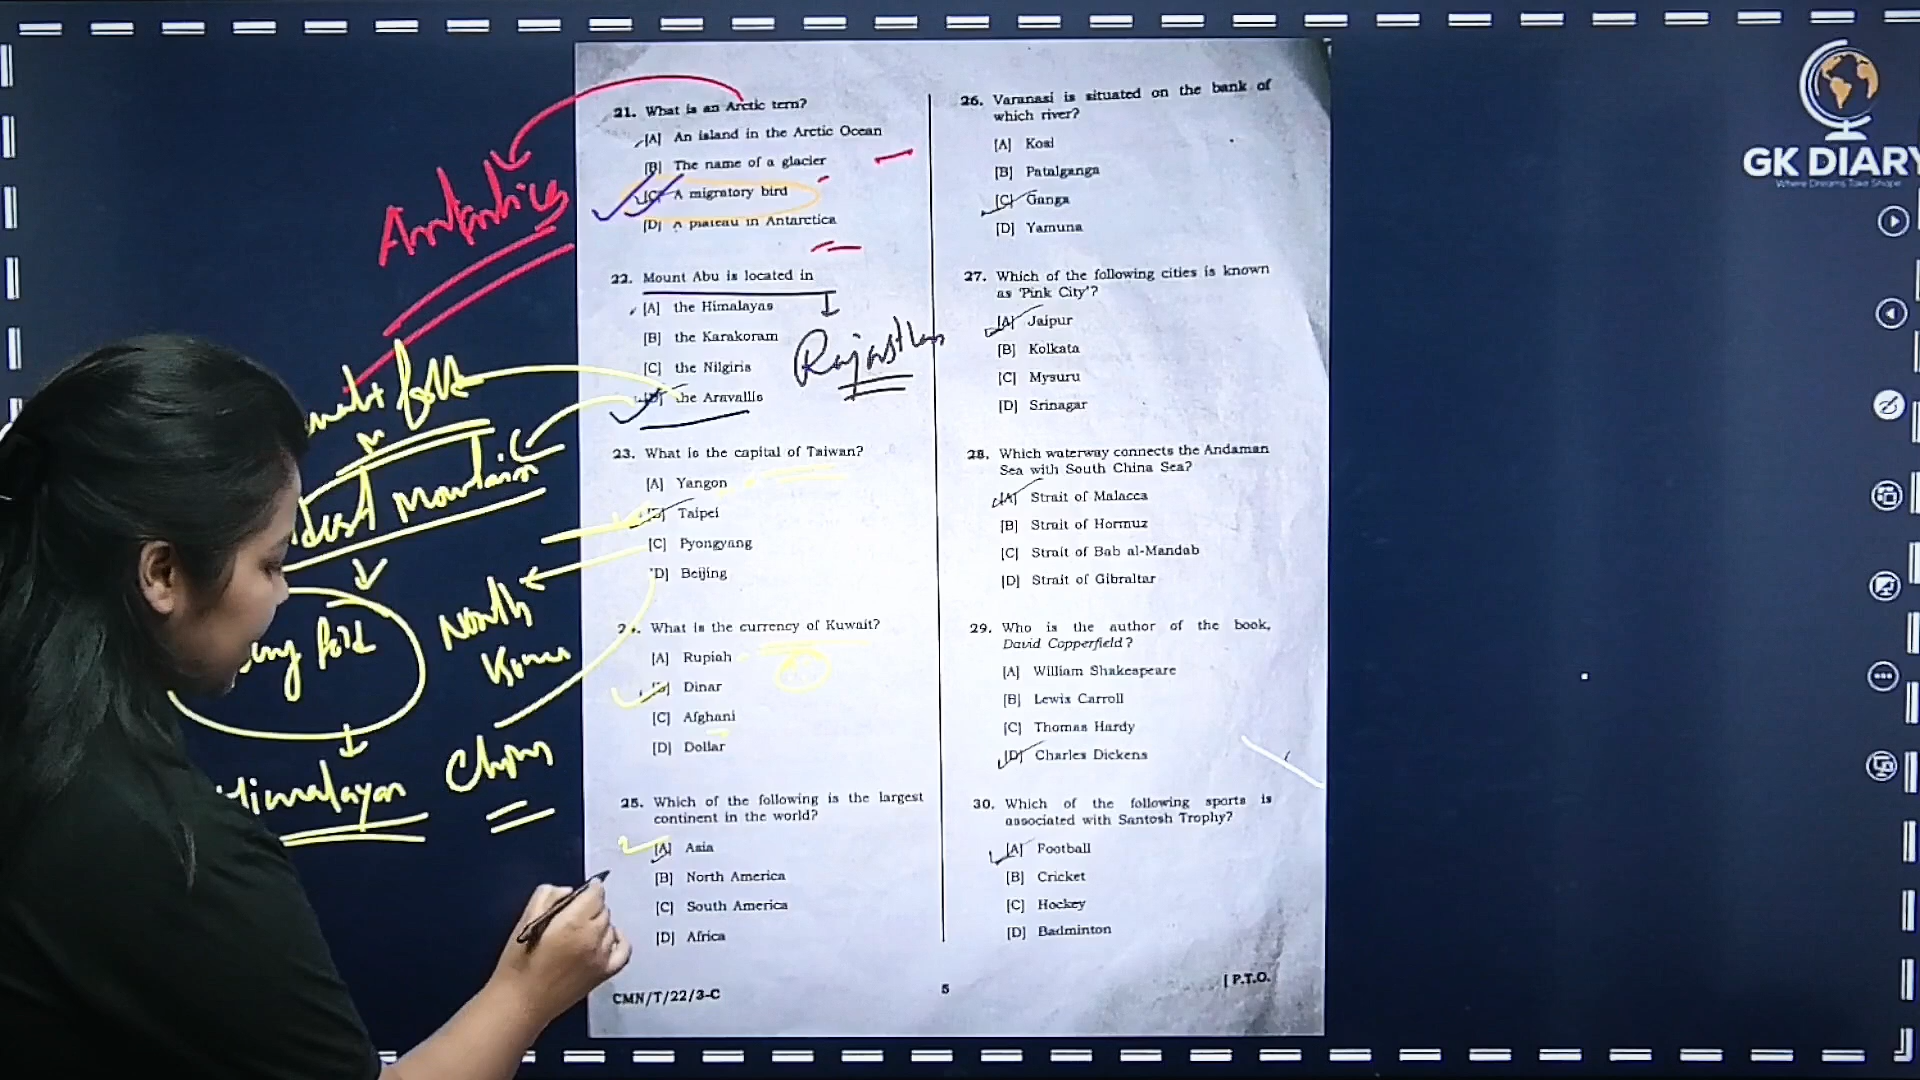 GK DIARY
Where Dreams Take Shape
21. What is an Arctic tern?
[A] An island in the Arctic Ocean
[B] The name of a glacier
[C] A migratory bird
[D] A plateau in Antarctica
22. Mount Abu is located in
[A] the Himalayas
[B] the Karakoram
[C] the Nilgiris
[D] the Aravallis
Rajasthan
23. What is the capital of Taiwan?
[A] Yangon
[B] Taipei
[C] Pyongyang
[D] Beijing
24. What is the currency of Kuwait?
[A] Rupiah
[B] Dinar
[C] Afghani
[D] Dollar
25. Which of the following is the largest
continent in the world?
[A] Asia
[B] North America
[C] South America
[D] Africa
CMN/T/22/3-C
26. Varanasi is situated on the bank of
which river?
[A] Kosi
[B] Patalganga
[C] Ganga
[D] Yamuna
27. Which of the following cities is known
as 'Pink City'?
[A] Jaipur
[B] Kolkata
[C] Mysuru
[D] Srinagar
28. Which waterway connects the Andaman
Sea with South China Sea?
[A] Strait of Malacca
[B] Strait of Hormuz
[C] Strait of Bab al-Mandab
[D] Strait of Gibraltar
29. Who is the author of the book,
David Copperfield?
[A] William Shakespeare
[B] Lewis Carroll
[C] Thomas Hardy
[D] Charles Dickens
30. Which of the following sports is
associated with Santosh Trophy?
[A] Football
[B] Cricket
[C] Hockey
[D] Badminton
5
[ P.T.O.
fold
Mountain
fold
Himalayan
North
China